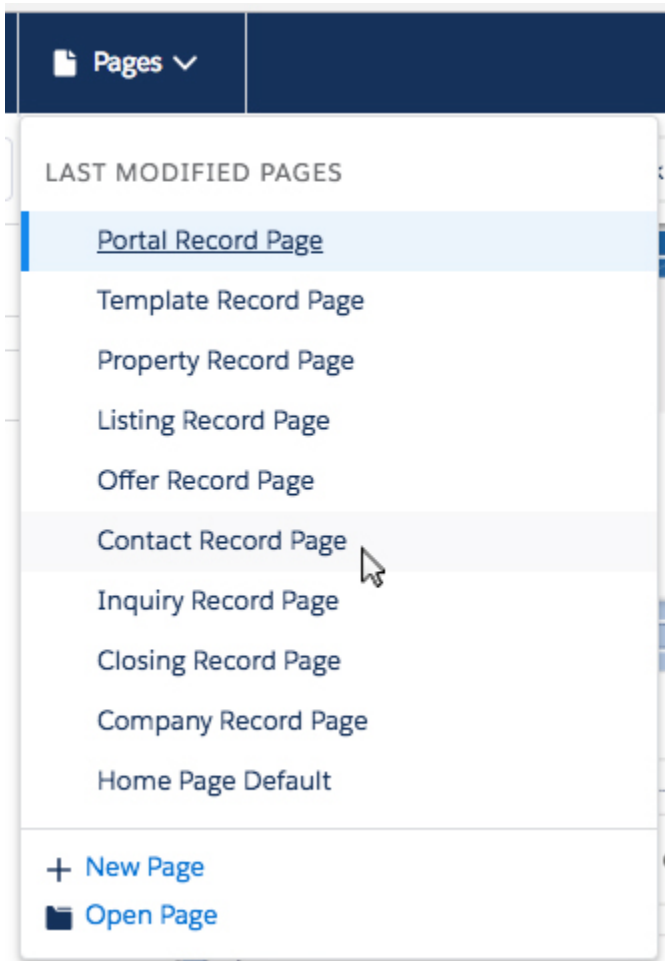 Pages
LAST MODIFIED PAGES
Portal Record Page
Template Record Page
Property Record Page
Listing Record Page
Offer Record Page
Contact Record Page
Inquiry Record Page
Closing Record Page
Company Record Page
Home Page Default
+ New Page
Open Page